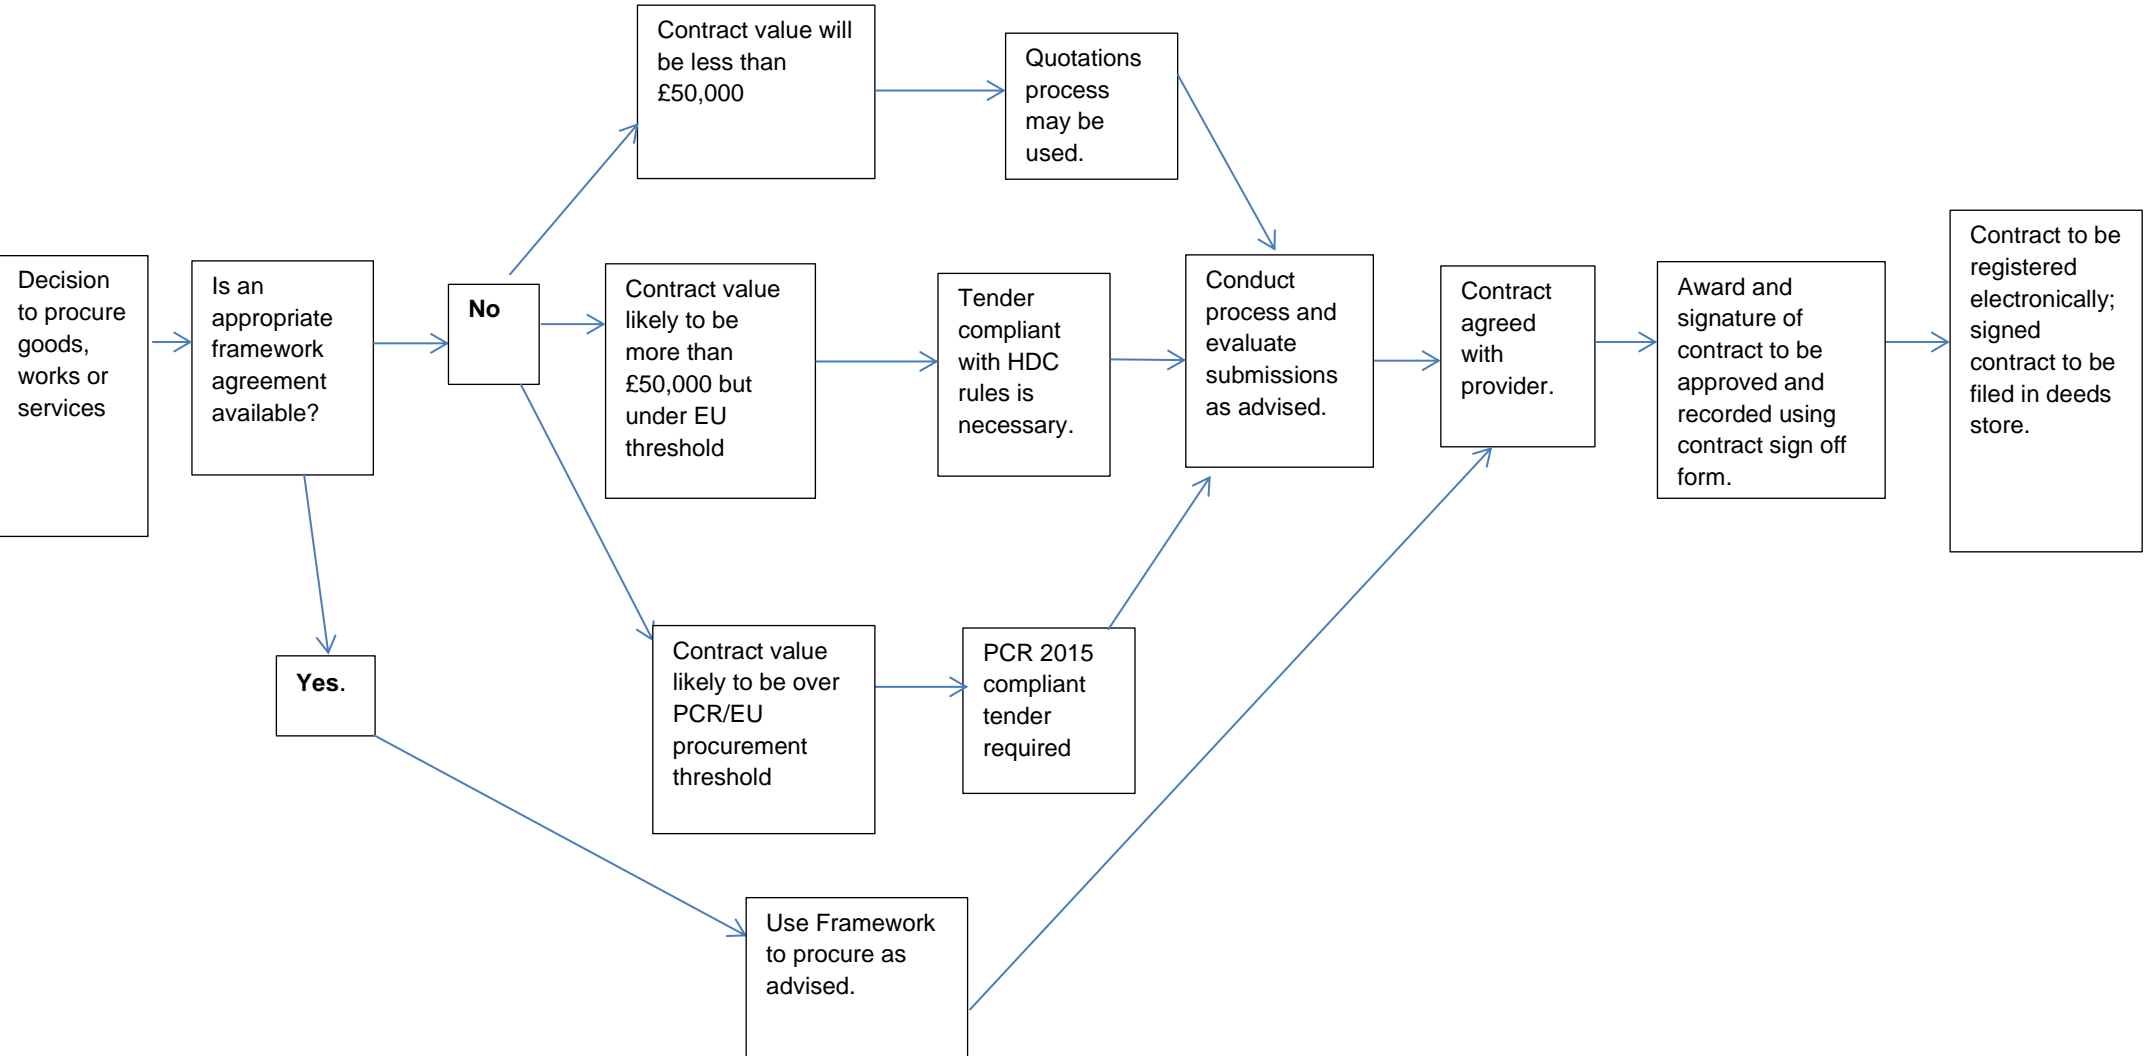 Decision
to procure
goods,
works or
services
Is an
appropriate
framework
agreement
available?
No
Yes.
Contract value will
be less than
£50,000
Quotations
process
may be
used.
Contract value
likely to be
more than
£50,000 but
under EU
threshold
Tender
compliant
with HDC
rules is
necessary.
Contract value
likely to be over
PCR/EU
procurement
threshold
PCR 2015
compliant
tender
required
Use Framework
to procure as
advised.
Conduct
process and
evaluate
submissions
as advised.
Contract
agreed
with
provider.
Award and
signature of
contract to be
approved and
recorded using
contract sign off
form.
Contract to be
registered
electronically;
signed
contract to be
filed in deeds
store.